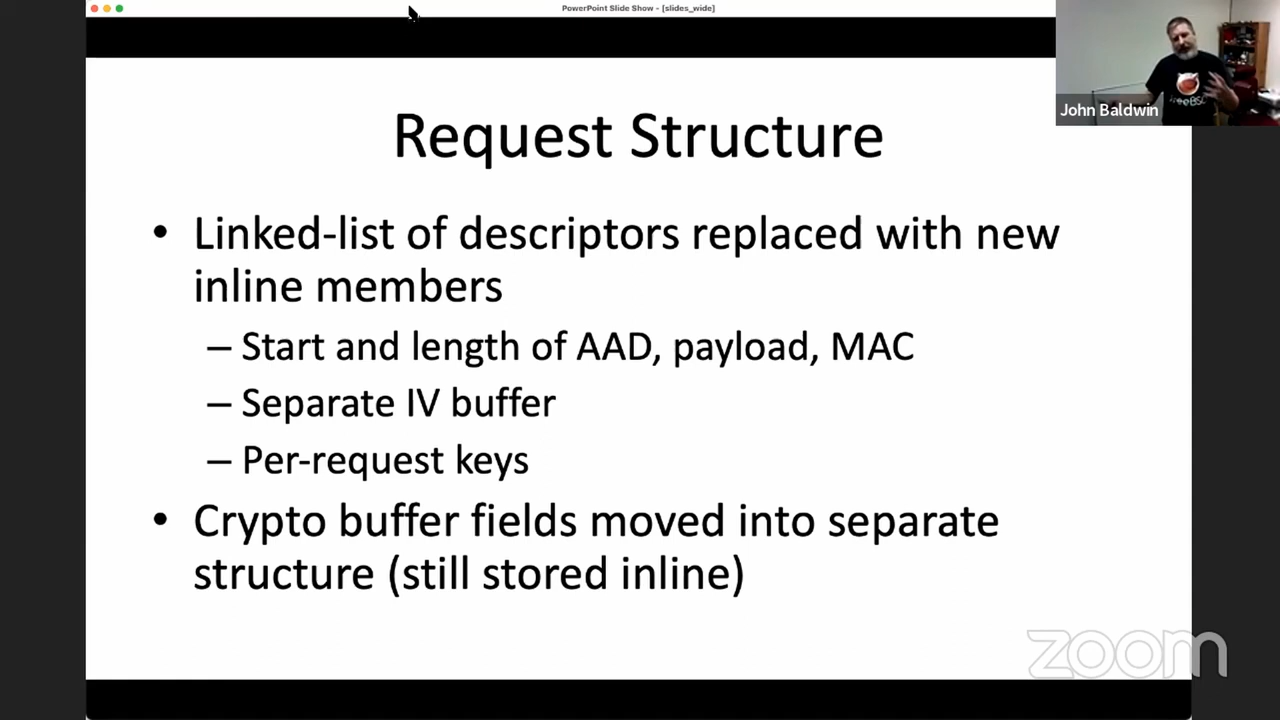 PowerPoint Slide Show - [slides_wide]
John Baldwin
FreeBSD
Request Structure
• Linked-list of descriptors replaced with new
inline members
– Start and length of AAD, payload, MAC
– Separate IV buffer
– Per-request keys
• Crypto buffer fields moved into separate
structure (still stored inline)
zoom